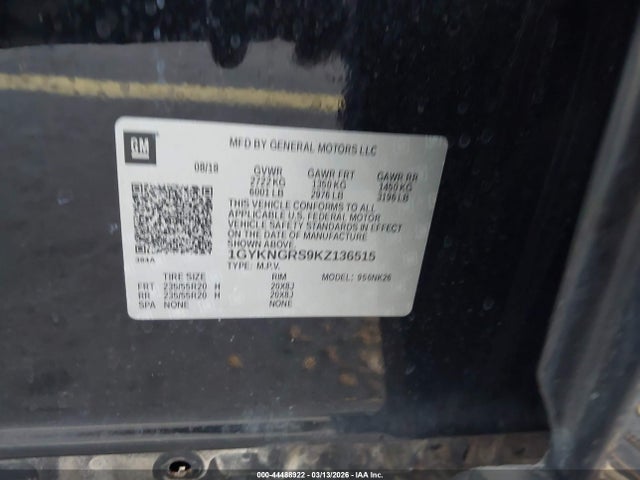 GM
MFD BY GENERAL MOTORS LLC
08/18
GVWR GAWR FRT GAWR RR
2722 KG 1350 KG 1450 KG
6001 LB 2976 LB 3196 LB
THIS VEHICLE CONFORMS TO ALL
APPLICABLE U.S. FEDERAL MOTOR
VEHICLE SAFETY STANDARDS IN EFFECT
ON THE DATE OF MANUFACTURE
SHOWN ABOVE.
1GYKNGRS9KZ136515
TYPE: M.P.V.
394A
TIRE SIZE RIM MODEL: 9S6NK26
FRT 235/55R20 H 20X8J
RR 235/55R20 H 20X8J
SPA NONE NONE
000-44488922 - 03/13/2026 - IAA Inc.